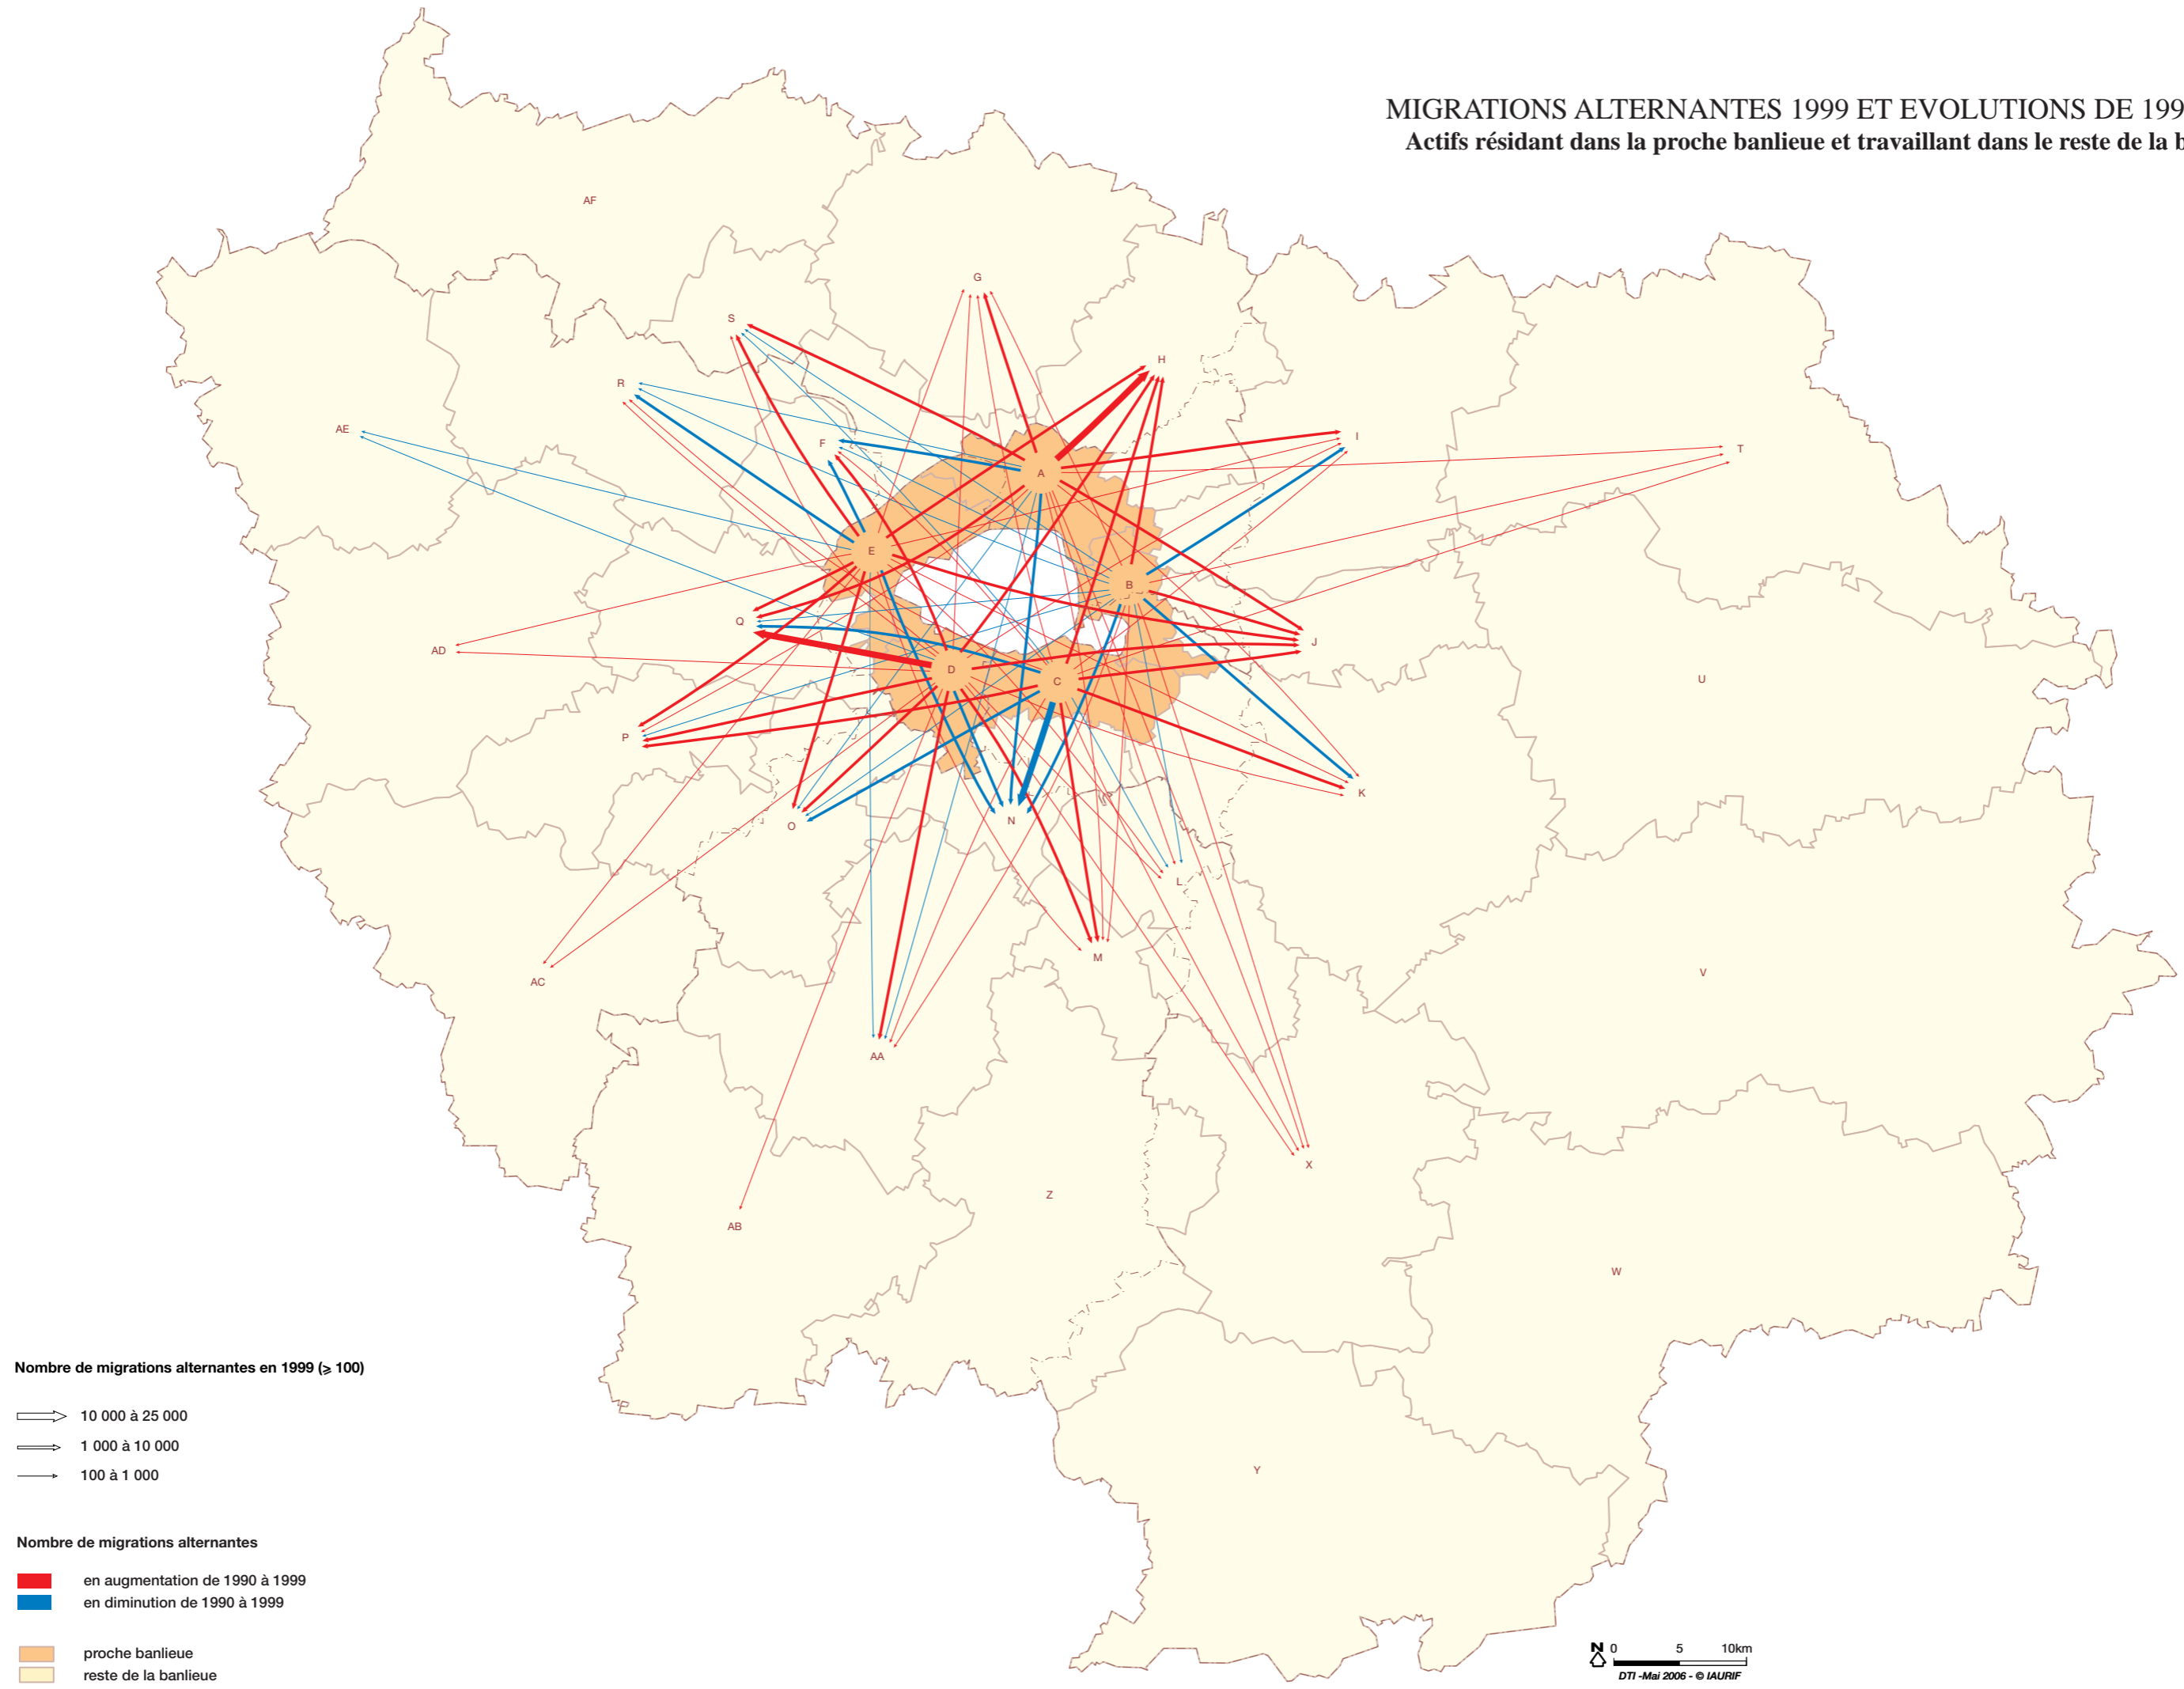 MIGRATIONS ALTERNANTES 1999 ET EVOLUTIONS DE 199
Actifs résidant dans la proche banlieue et travaillant dans le reste de la b
AF
G
S
H
R
AE
F
I
T
A
E
B
Q
J
AD
D
C
U
P
K
O
N
L
M
V
AC
AA
X
Z
AB
W
Y
Nombre de migrations alternantes en 1999 (≥ 100)
10 000 à 25 000
1 000 à 10 000
100 à 1 000
Nombre de migrations alternantes
en augmentation de 1990 à 1999
en diminution de 1990 à 1999
proche banlieue
reste de la banlieue
N 0 5 10km
DTI -Mai 2006 - © IAURIF